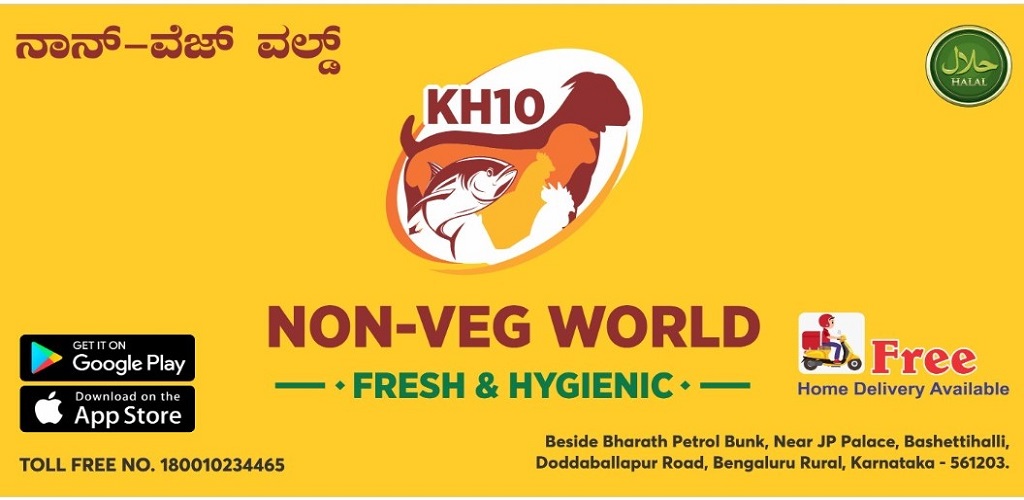 ನಾನ್-ವೆಜ್ ವರ್ಲ್ಡ್
حلال
HALAL
KH10
NON-VEG WORLD
FRESH & HYGIENIC
GET IT ON
Google Play
Download on the
App Store
Free
Home Delivery Available
TOLL FREE NO. 180010234465
Beside Bharath Petrol Bunk, Near JP Palace, Bashettihalli,
Doddaballapur Road, Bengaluru Rural, Karnataka - 561203.